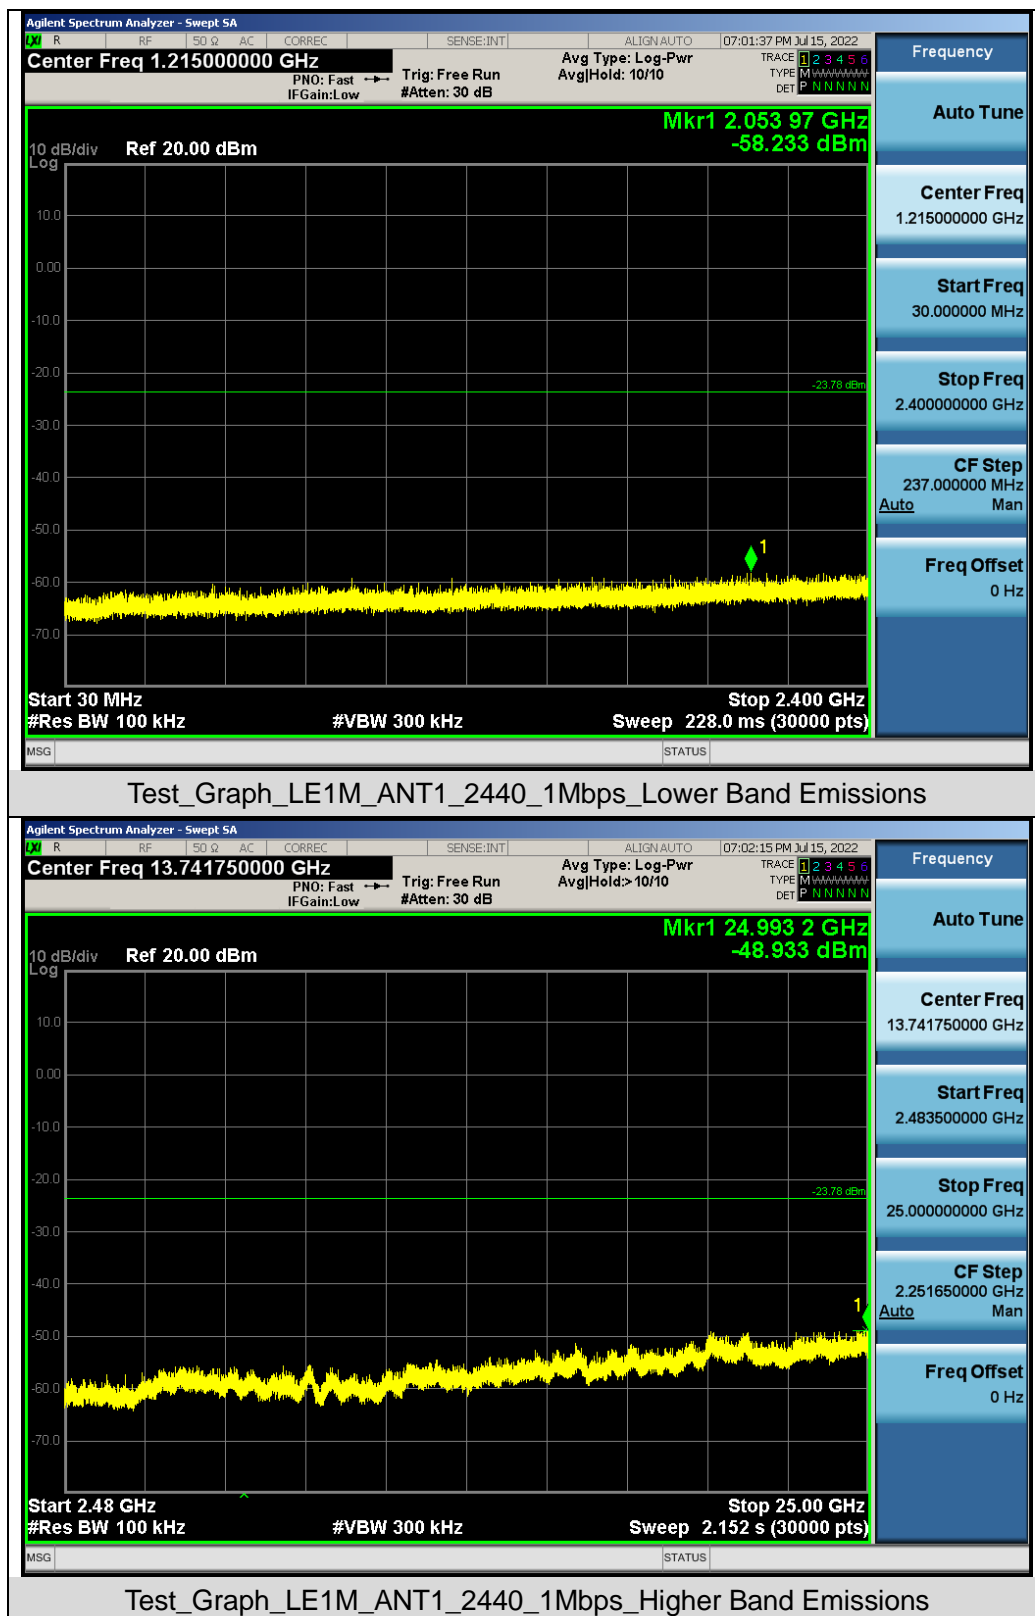 Agilent Spectrum Analyzer - Swept SA
LXI R RF 50 Ω AC CORREC SENSE:INT ALIGN AUTO 07:01:37 PM Jul 15, 2022
Center Freq 1.215000000 GHz
PNO: Fast
IFGain:Low
Trig: Free Run
#Atten: 30 dB
Avg Type: Log-Pwr
Avg|Hold: 10/10
TRACE 1 2 3 4 5 6
TYPE M WWWWW
DET P N N N N N
Mkr1 2.053 97 GHz
-58.233 dBm
10 dB/div Ref 20.00 dBm
Log
10.0
0.00
-10.0
-20.0
-23.78 dBm
-30.0
-40.0
-50.0
1
-60.0
-70.0
Start 30 MHz Stop 2.400 GHz
#Res BW 100 kHz #VBW 300 kHz Sweep 228.0 ms (30000 pts)
MSG STATUS
Frequency
Auto Tune
Center Freq
1.215000000 GHz
Start Freq
30.000000 MHz
Stop Freq
2.400000000 GHz
CF Step
237.000000 MHz
Auto Man
Freq Offset
0 Hz
Test_Graph_LE1M_ANT1_2440_1Mbps_Lower Band Emissions
Agilent Spectrum Analyzer - Swept SA
LXI R RF 50 Ω AC CORREC SENSE:INT ALIGN AUTO 07:02:15 PM Jul 15, 2022
Center Freq 13.741750000 GHz
PNO: Fast
IFGain:Low
Trig: Free Run
#Atten: 30 dB
Avg Type: Log-Pwr
Avg|Hold:>10/10
TRACE 1 2 3 4 5 6
TYPE M WWWWW
DET P N N N N N
Mkr1 24.993 2 GHz
-48.933 dBm
10 dB/div Ref 20.00 dBm
Log
10.0
0.00
-10.0
-20.0
-23.78 dBm
-30.0
-40.0
1
-50.0
-60.0
-70.0
Start 2.48 GHz Stop 25.00 GHz
#Res BW 100 kHz #VBW 300 kHz Sweep 2.152 s (30000 pts)
MSG STATUS
Frequency
Auto Tune
Center Freq
13.741750000 GHz
Start Freq
2.483500000 GHz
Stop Freq
25.000000000 GHz
CF Step
2.251650000 GHz
Auto Man
Freq Offset
0 Hz
Test_Graph_LE1M_ANT1_2440_1Mbps_Higher Band Emissions